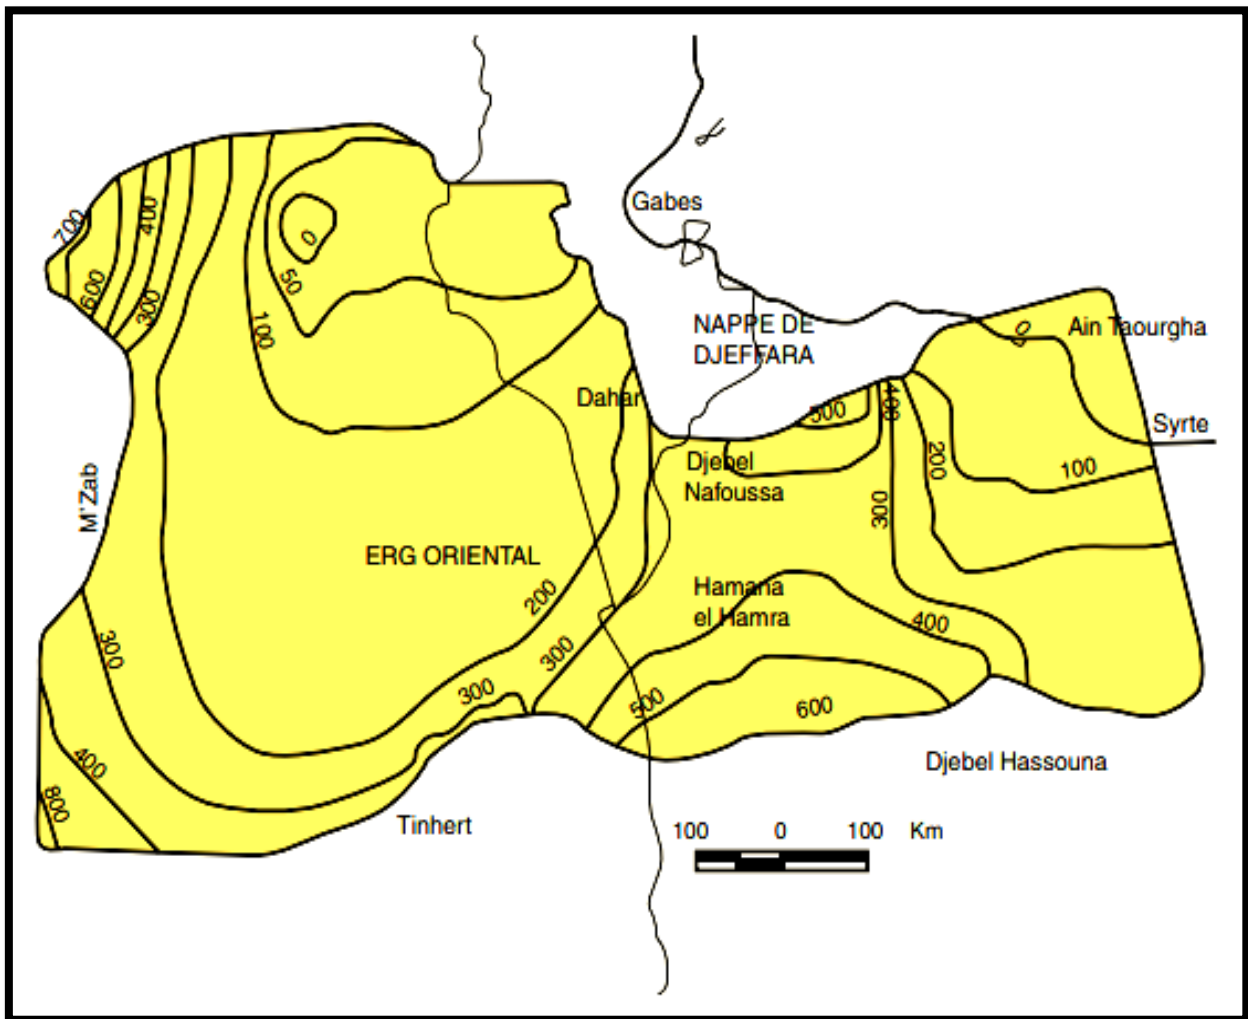 700
400
600
300
0
50
100
Gabes
NAPPE DE
DJEFFARA
0
Ain Taourgha
Dahar
500
400
200
Syrte
100
Djebel
Nafoussa
300
M'Zab
ERG ORIENTAL
200
Hamana
el Hamra
400
300
300
300
500
600
400
800
Djebel Hassouna
Tinhert
100 0 100 Km